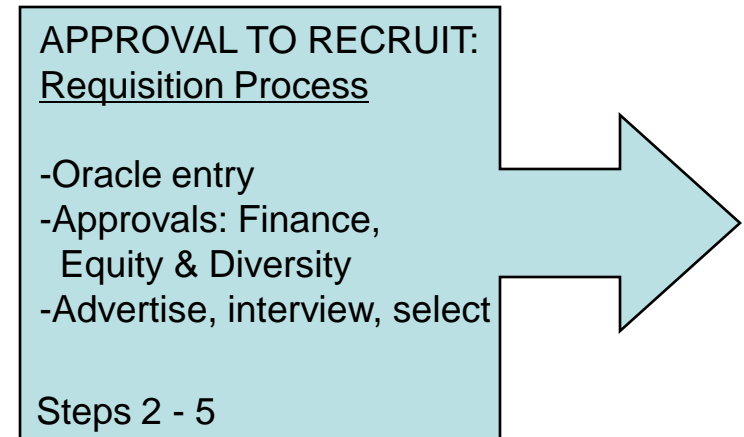 APPROVAL TO RECRUIT:
Requisition Process
-Oracle entry
-Approvals: Finance,
Equity & Diversity
-Advertise, interview, select
Steps 2 - 5